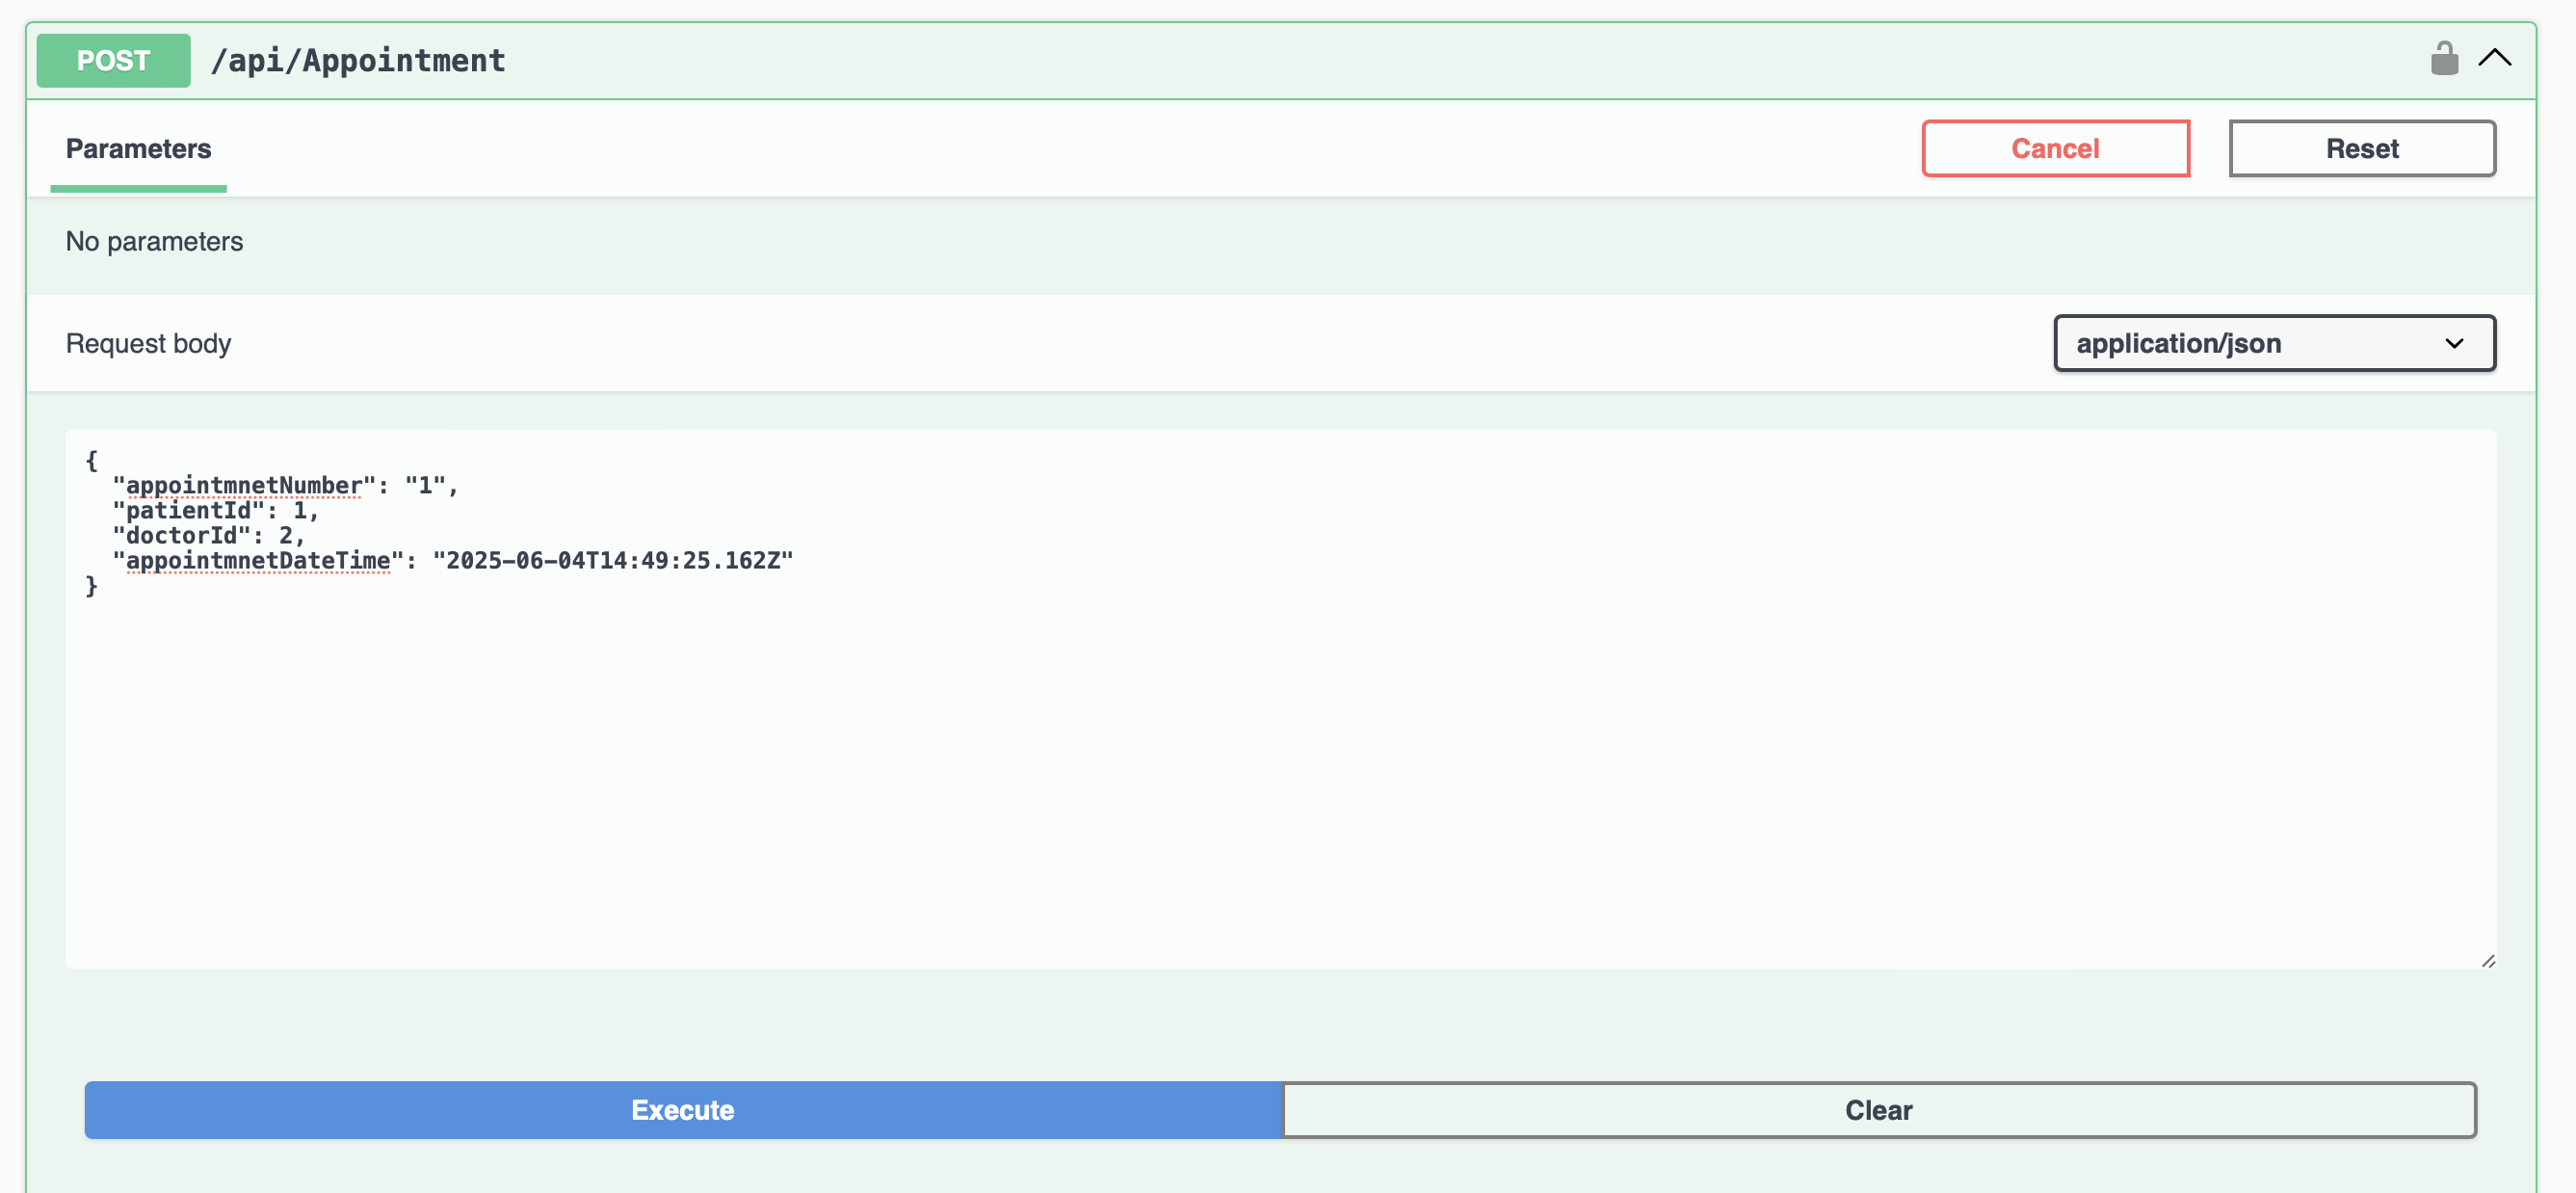 POST /api/Appointment
Parameters
Cancel
Reset
No parameters
Request body
application/json
{
  "appointmnetNumber": "1",
  "patientId": 1,
  "doctorId": 2,
  "appointmnetDateTime": "2025-06-04T14:49:25.162Z"
}
Execute
Clear